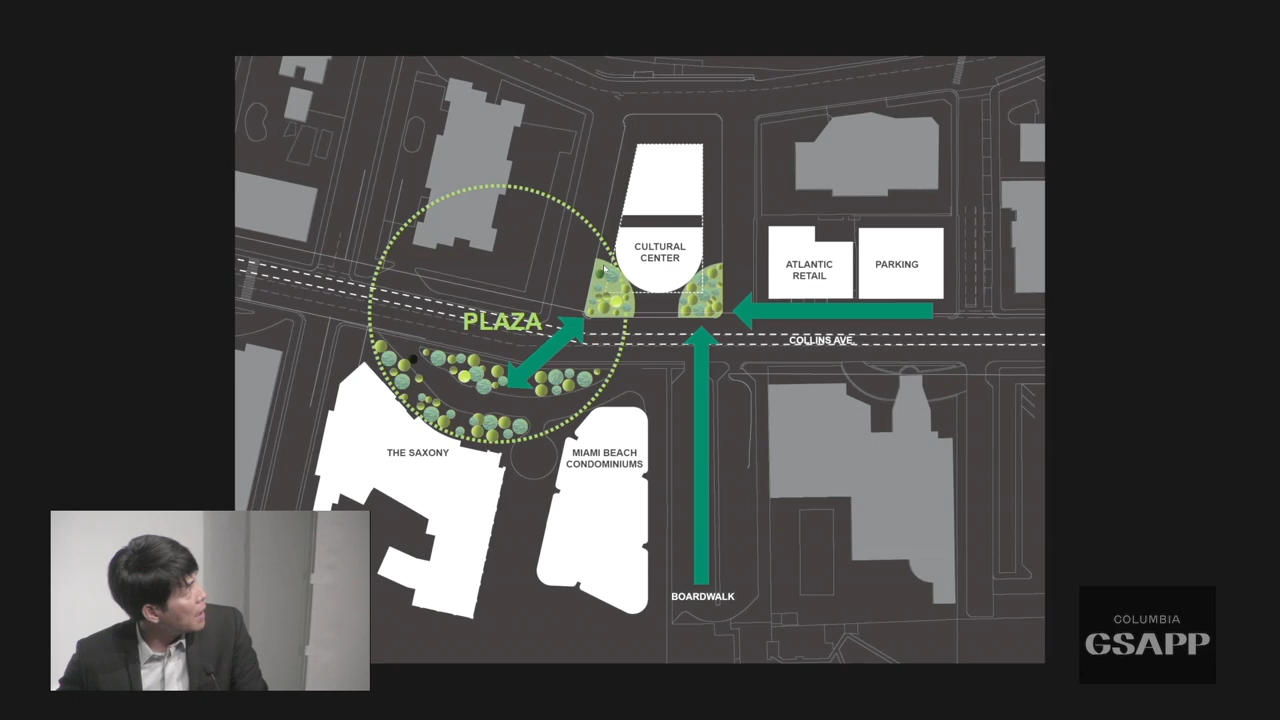 CULTURAL
CENTER
ATLANTIC
RETAIL
PARKING
PLAZA
COLLINS AVE.
THE SAXONY
MIAMI BEACH
CONDOMINIUMS
BOARDWALK
COLUMBIA
GSAPP